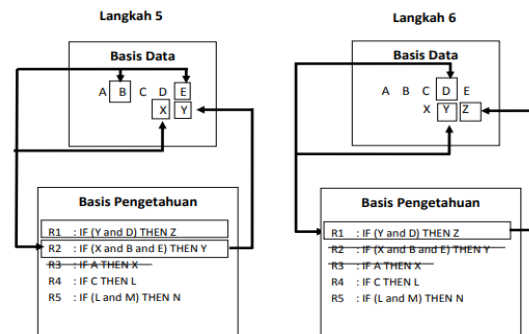 Langkah 5
Basis Data
A B C D E
X Y
Basis Pengetahuan
R1 : IF (Y and D) THEN Z
R2 : IF (X and B and E) THEN Y
R3 : IF A THEN X
R4 : IF C THEN L
R5 : IF (L and M) THEN N
Langkah 6
Basis Data
A B C D E
X Y Z
Basis Pengetahuan
R1 : IF (Y and D) THEN Z
R2 : IF (X and B and E) THEN Y
R3 : IF A THEN X
R4 : IF C THEN L
R5 : IF (L and M) THEN N